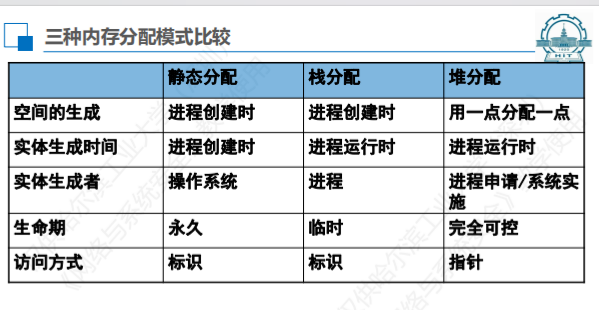 三种内存分配模式比较
HIT
静态分配 栈分配 堆分配
空间的生成 进程创建时 进程创建时 用一点分配一点
实体生成时间 进程创建时 进程运行时 进程运行时
实体生成者 操作系统 进程 进程申请/系统实
施
生命期 永久 临时 完全可控
访问方式 标识 标识 指针